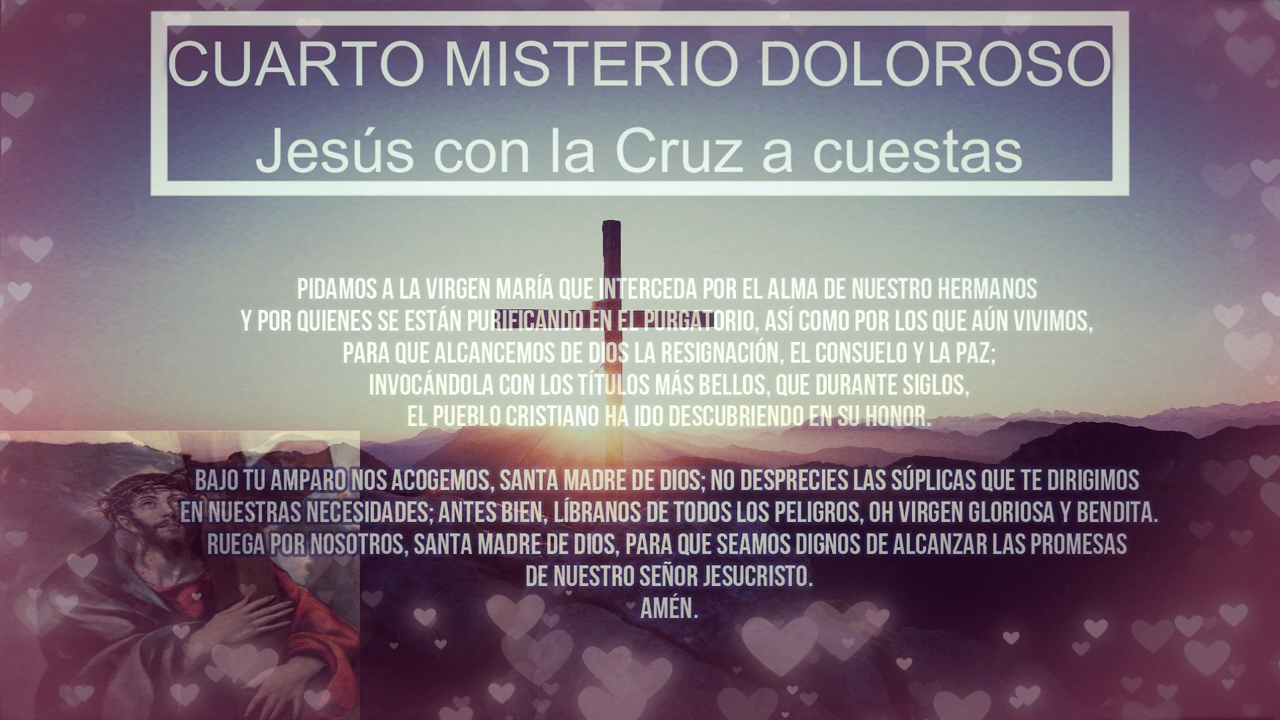 CUARTO MISTERIO DOLOROSO
Jesús con la Cruz a cuestas
PIDAMOS A LA VIRGEN MARÍA QUE INTERCEDA POR EL ALMA DE NUESTRO HERMANOS
Y POR QUIENES SE ESTÁN PURIFICANDO EN EL PURGATORIO, ASÍ COMO POR LOS QUE AÚN VIVIMOS,
PARA QUE ALCANCEMOS DE DIOS LA RESIGNACIÓN, EL CONSUELO Y LA PAZ;
INVOCÁNDOLA CON LOS TÍTULOS MÁS BELLOS, QUE DURANTE SIGLOS,
EL PUEBLO CRISTIANO HA IDO DESCUBRIENDO EN SU HONOR.
BAJO TU AMPARO NOS ACOGEMOS, SANTA MADRE DE DIOS; NO DESPRECIES LAS SÚPLICAS QUE TE DIRIGIMOS
EN NUESTRAS NECESIDADES; ANTES BIEN, LÍBRANOS DE TODOS LOS PELIGROS, OH VIRGEN GLORIOSA Y BENDITA.
RUEGA POR NOSOTROS, SANTA MADRE DE DIOS, PARA QUE SEAMOS DIGNOS DE ALCANZAR LAS PROMESAS
DE NUESTRO SEÑOR JESUCRISTO.
AMÉN.